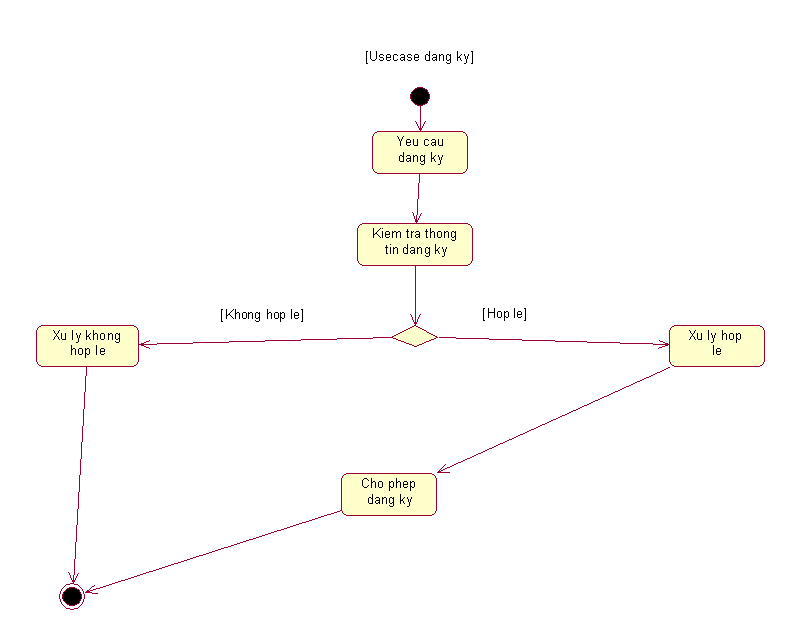 [Usecase dang ky]
Yeu cau
dang ky
Kiem tra thong
tin dang ky
[Khong hop le]
[Hop le]
Xu ly khong
hop le
Xu ly hop
le
Cho phep
dang ky